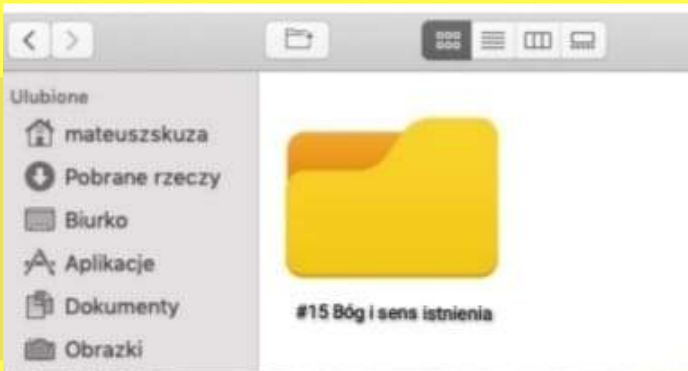 Ulubione
mateuszskuza
Pobrane rzeczy
Biurko
Aplikacje
Dokumenty
Obrazki
#15 Bóg i sens istnienia